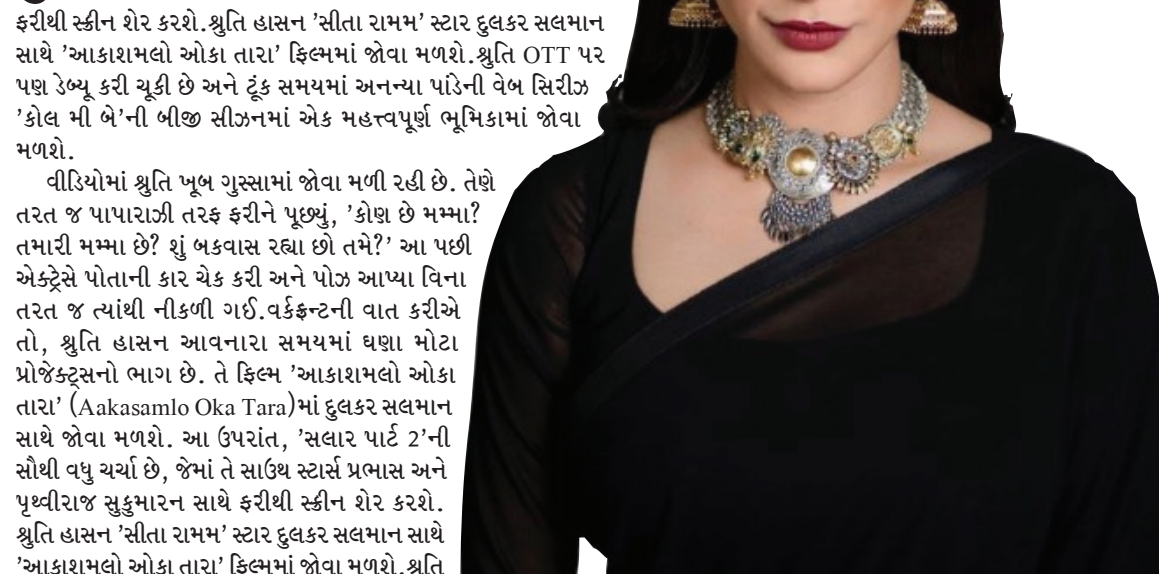 ફરીથી સ્ક્રીન શેર કરશે.શ્રુતિ હાસન ’સીતા રામમ’ સ્ટાર દુલકર સલમાન
સાથે ’આકાશમલો ઓકા તારા’ ફિલ્મમાં જોવા મળશે.શ્રુતિ OTT પર
પણ ડેબ્યૂ કરી ચૂકી છે અને ટૂંક સમયમાં અનન્યા પાંડેની વેબ સિરીઝ
’કોલ મી બે’ની બીજી સીઝનમાં એક મહત્ત્વપૂર્ણ ભૂમિકામાં જોવા
મળશે.
વીડિયોમાં શ્રુતિ ખૂબ ગુસ્સામાં જોવા મળી રહી છે. તેણે
તરત જ પાપારાઝી તરફ ફરીને પૂછ્યું, ’કોણ છે મમ્મા?
તમારી મમ્મા છે? શું બકવાસ રહ્યા છો તમે?’ આ પછી
એક્ટ્રેસે પોતાની કાર ચેક કરી અને પોઝ આપ્યા વિના
તરત જ ત્યાંથી નીકળી ગઈ.વર્કફ્રન્ટની વાત કરીએ
તો, શ્રુતિ હાસન આવનારા સમયમાં ઘણા મોટા
પ્રોજેક્ટ્સનો ભાગ છે. તે ફિલ્મ ’આકાશમલો ઓકા
તારા’ (Aakasamlo Oka Tara)માં દુલકર સલમાન
સાથે જોવા મળશે. આ ઉપરાંત, ’સલાર પાર્ટ 2’ની
સૌથી વધુ ચર્ચા છે, જેમાં તે સાઉથ સ્ટાર્સ પ્રભાસ અને
પૃથ્વીરાજ સુકુમારન સાથે ફરીથી સ્ક્રીન શેર કરશે.
શ્રુતિ હાસન ’સીતા રામમ’ સ્ટાર દુલકર સલમાન સાથે
’આકાશમલો ઓકા તારા’ ફિલ્મમાં જોવા મળશે.શ્રુતિ